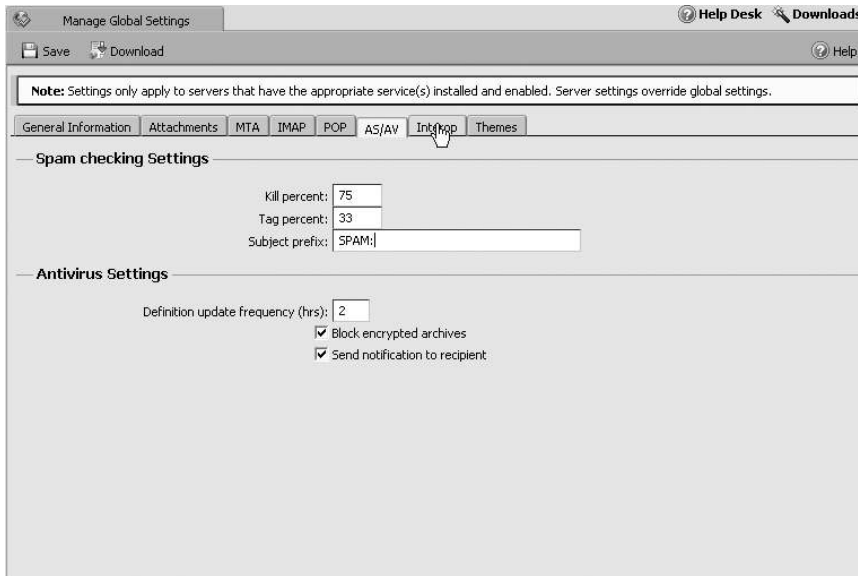 Manage Global Settings
Help Desk Downloads
Save Download Help
Note: Settings only apply to servers that have the appropriate service(s) installed and enabled. Server settings override global settings.
General Information Attachments MTA IMAP POP AS/AV Interop Themes
Spam checking Settings
Kill percent: 75
Tag percent: 33
Subject prefix: SPAM:
Antivirus Settings
Definition update frequency (hrs): 2
Block encrypted archives
Send notification to recipient